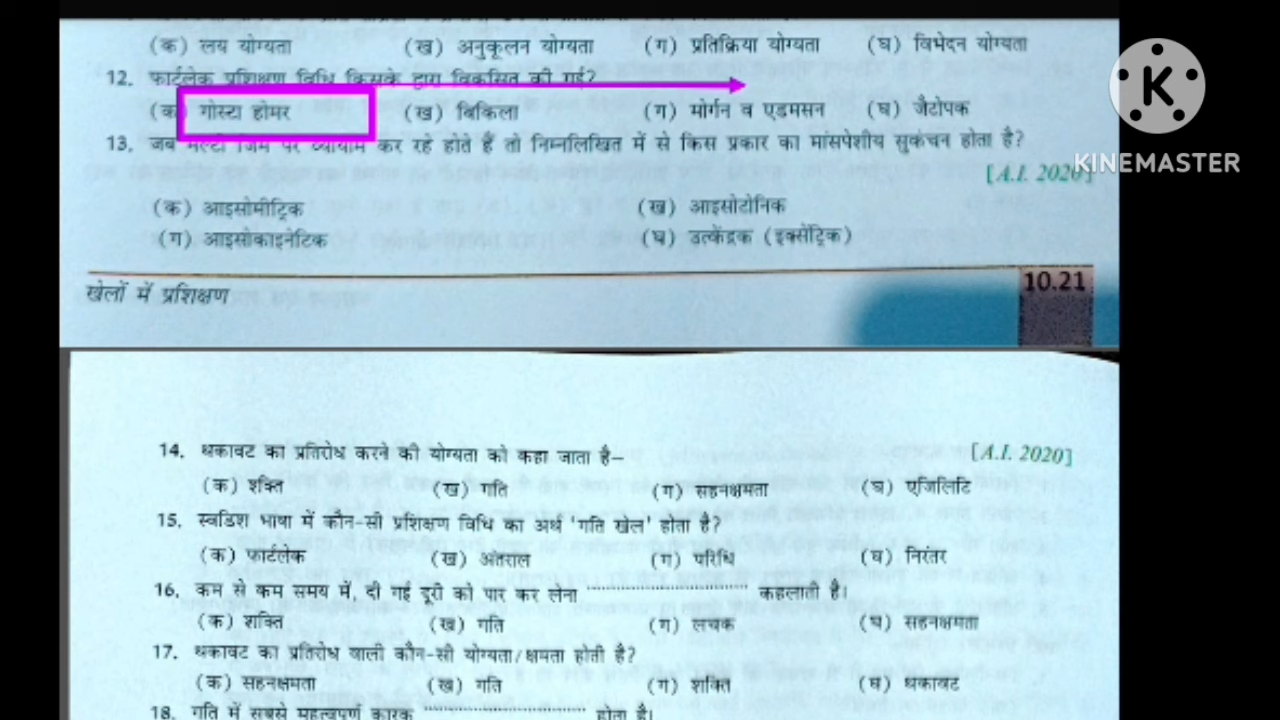 (क) लय योग्यता (ख) अनुकूलन योग्यता (ग) प्रतिक्रिया योग्यता (घ) विभेदन योग्यता
12. फार्टलेक प्रशिक्षण विधि किसके द्वारा विकसित की गई?
(क) गोस्टा होमर (ख) बिकिला (ग) मोर्गन व एडमसन (घ) जैटोपक
13. जब मल्टी जिम पर व्यायाम कर रहे होते हैं तो निम्नलिखित में से किस प्रकार का मांसपेशीय सुकंचन होता है?
[A.I. 2020]
(क) आइसोमीट्रिक (ख) आइसोटोनिक
(ग) आइसोकाइनेटिक (घ) उत्केंद्रक (इक्सेंट्रिक)
खेलों में प्रशिक्षण 10.21
K
KINEMASTER
14. थकावट का प्रतिरोध करने की योग्यता को कहा जाता है– [A.I. 2020]
(क) शक्ति (ख) गति (ग) सहनक्षमता (घ) एजिलिटि
15. स्वडिश भाषा में कौन-सी प्रशिक्षण विधि का अर्थ 'गति खेल' होता है?
(क) फार्टलेक (ख) अंतराल (ग) परिधि (घ) निरंतर
16. कम से कम समय में, दी गई दूरी को पार कर लेना ........................ कहलाती है।
(क) शक्ति (ख) गति (ग) लचक (घ) सहनक्षमता
17. थकावट का प्रतिरोध वाली कौन-सी योग्यता/क्षमता होती है?
(क) सहनक्षमता (ख) गति (ग) शक्ति (घ) थकावट
18. गति में सबसे महत्वपूर्ण कारक ........................ होता है।